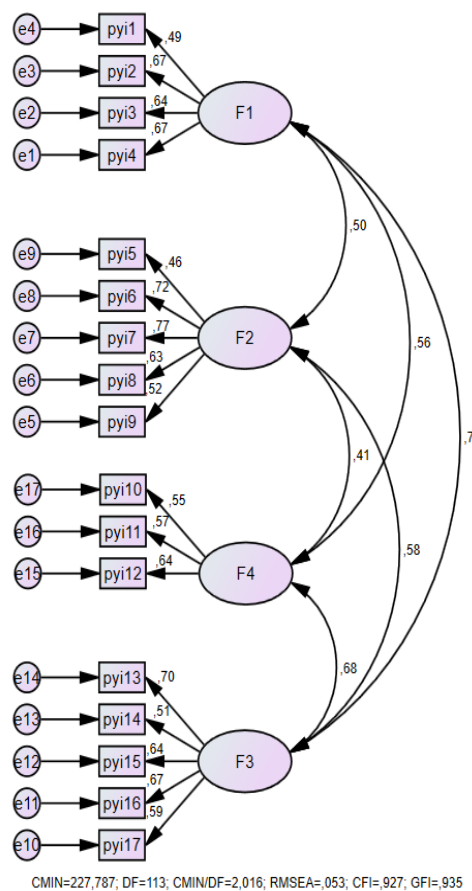 e4 pyi1 ,49
e3 pyi2 ,67
e2 pyi3 ,64 F1
e1 pyi4 ,67
,50
e9 pyi5 ,46
e8 pyi6 ,72
e7 pyi7 ,77 F2
,56
e6 pyi8 ,63
e5 pyi9 ,52
,7
,41
e17 pyi10 ,55
e16 pyi11 ,57
,58
e15 pyi12 ,64 F4
,68
e14 pyi13 ,70
e13 pyi14 ,51
e12 pyi15 ,64 F3
e11 pyi16 ,67
e10 pyi17 ,59
CMIN=227,787; DF=113; CMIN/DF=2,016; RMSEA=,053; CFI=,927; GFI=,935